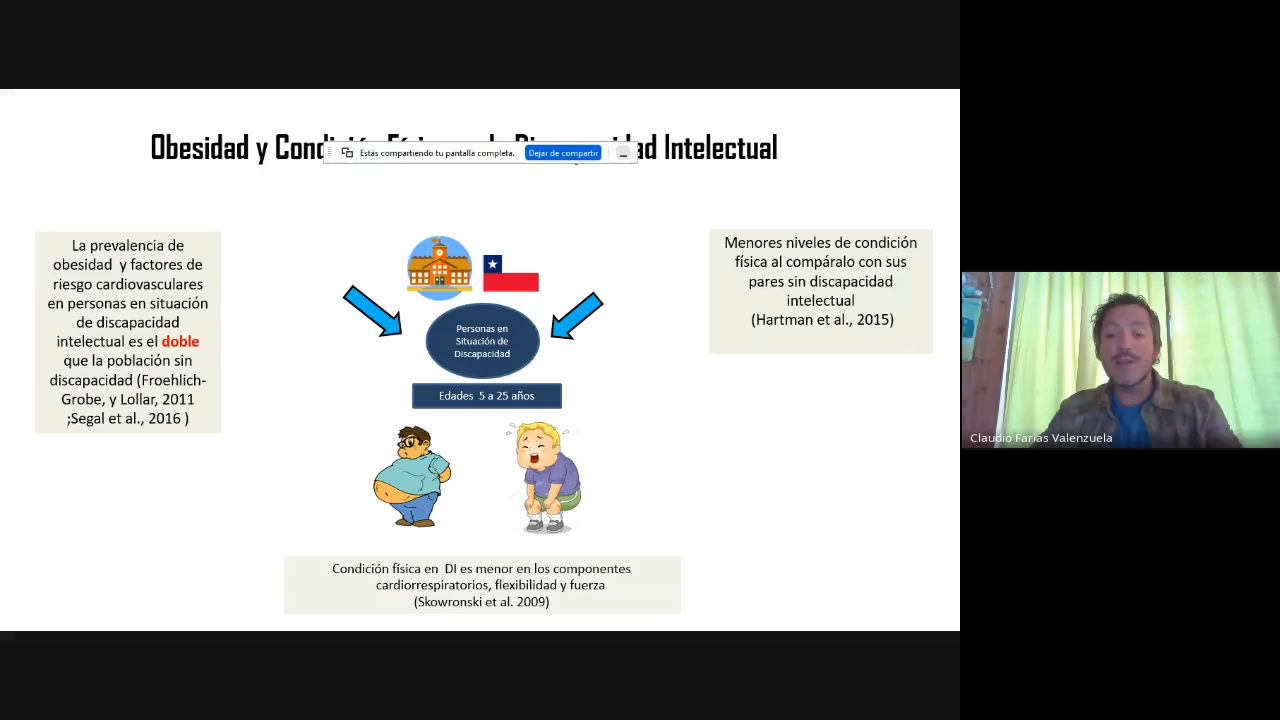 Obesidad y Cond
ad Intelectual
Estás compartiendo tu pantalla completa.
Dejar de compartir
La prevalencia de
obesidad y factores de
riesgo cardiovasculares
en personas en situación
de discapacidad
intelectual es el doble
que la población sin
discapacidad (Froehlich-
Grobe, y Lollar, 2011
;Segal et al., 2016 )
Personas en
Situación de
Discapacidad
Edades 5 a 25 años
Menores niveles de condición
física al compáralo con sus
pares sin discapacidad
intelectual
(Hartman et al., 2015)
Condición física en DI es menor en los componentes
cardiorrespiratorios, flexibilidad y fuerza
(Skowronski et al. 2009)
Claudio Farías Valenzuela